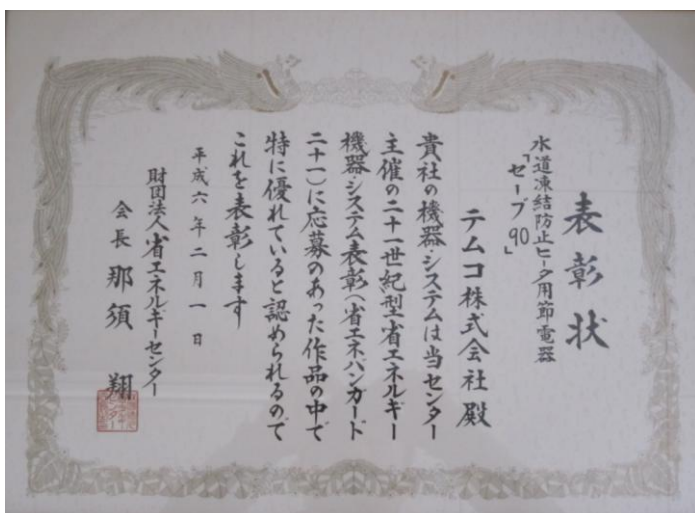 表彰状
水道凍結防止ヒータ用節電器
「セーブ90」
テムコ株式会社殿
貴社の機器・システムは当センター
主催の二十一世紀型省エネルギー
機器・システム表彰(省エネバンガード
二十一)に応募のあった作品の中で
特に優れていると認められるので
これを表彰します
平成六年二月一日
財団法人省エネルギーセンター
会長 那須 翔